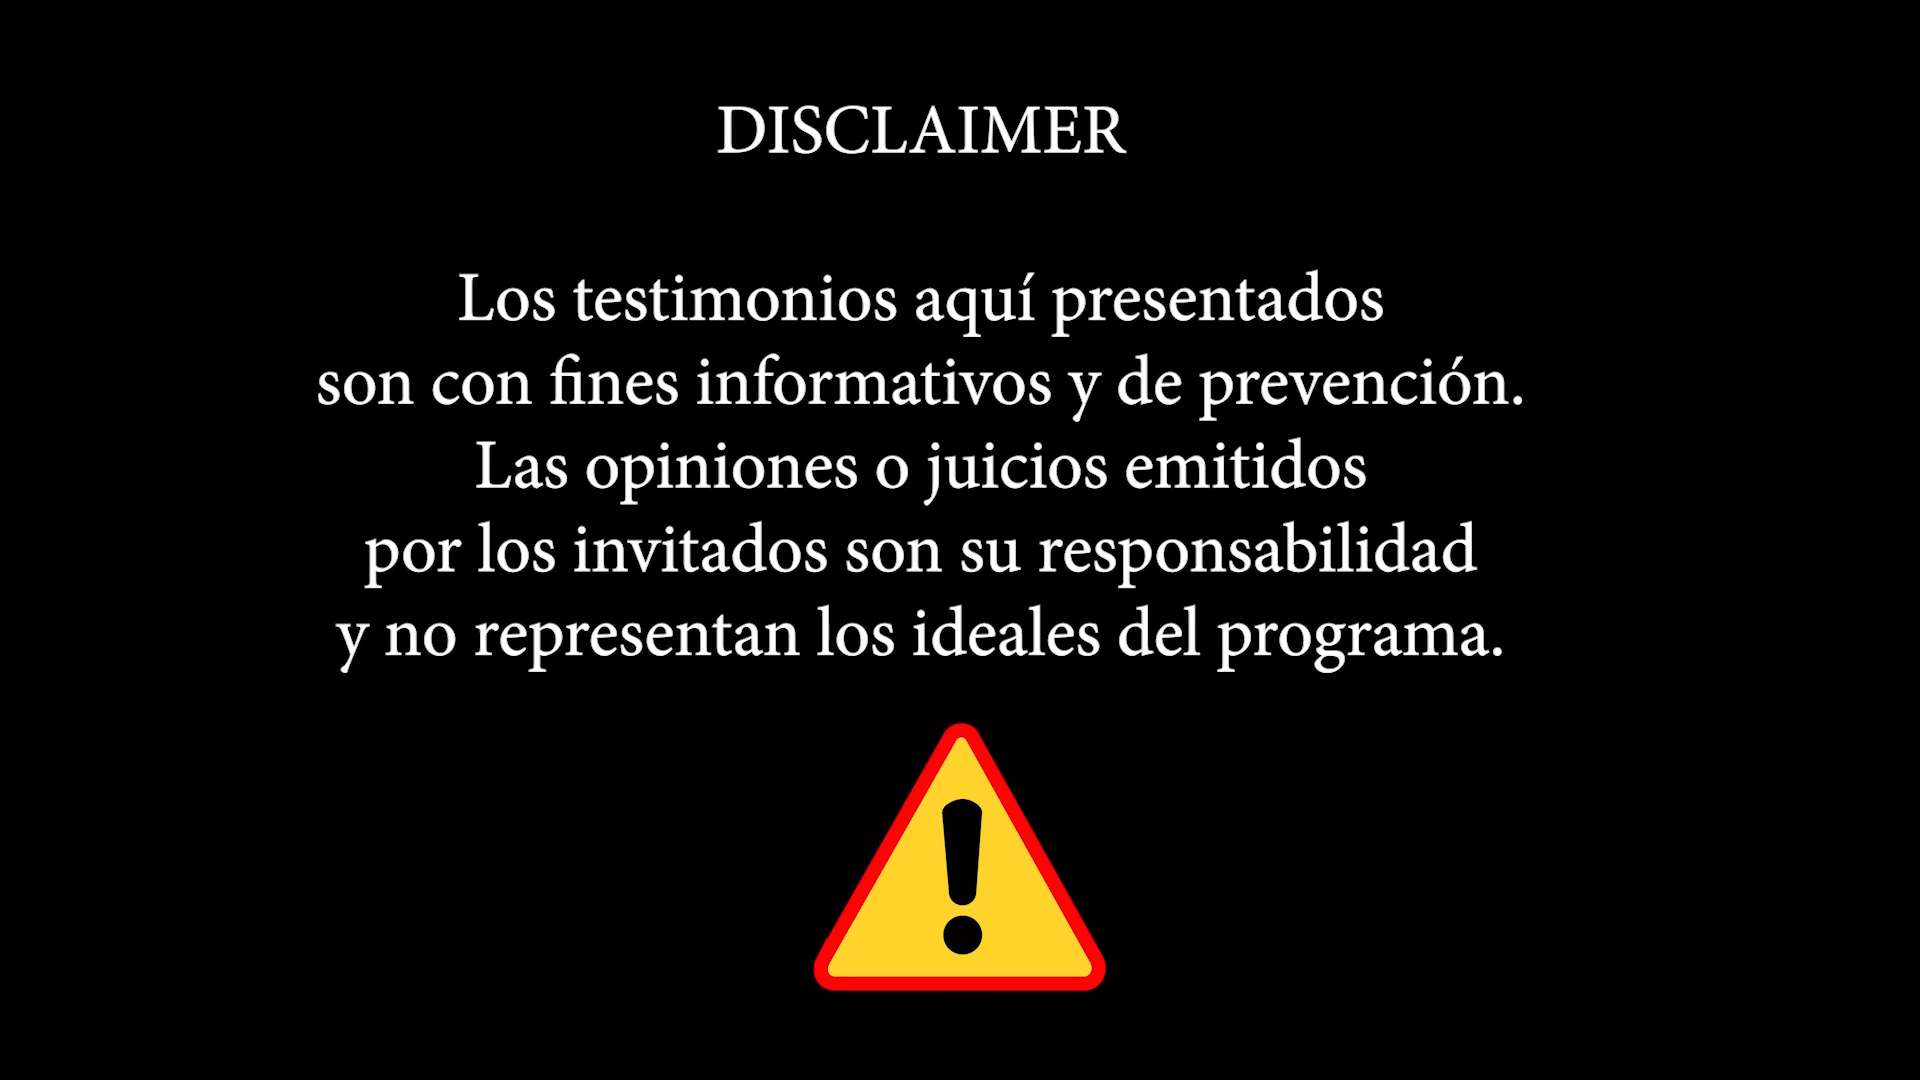 DISCLAIMER
Los testimonios aquí presentados
son con fines informativos y de prevención.
Las opiniones o juicios emitidos
por los invitados son su responsabilidad
y no representan los ideales del programa.